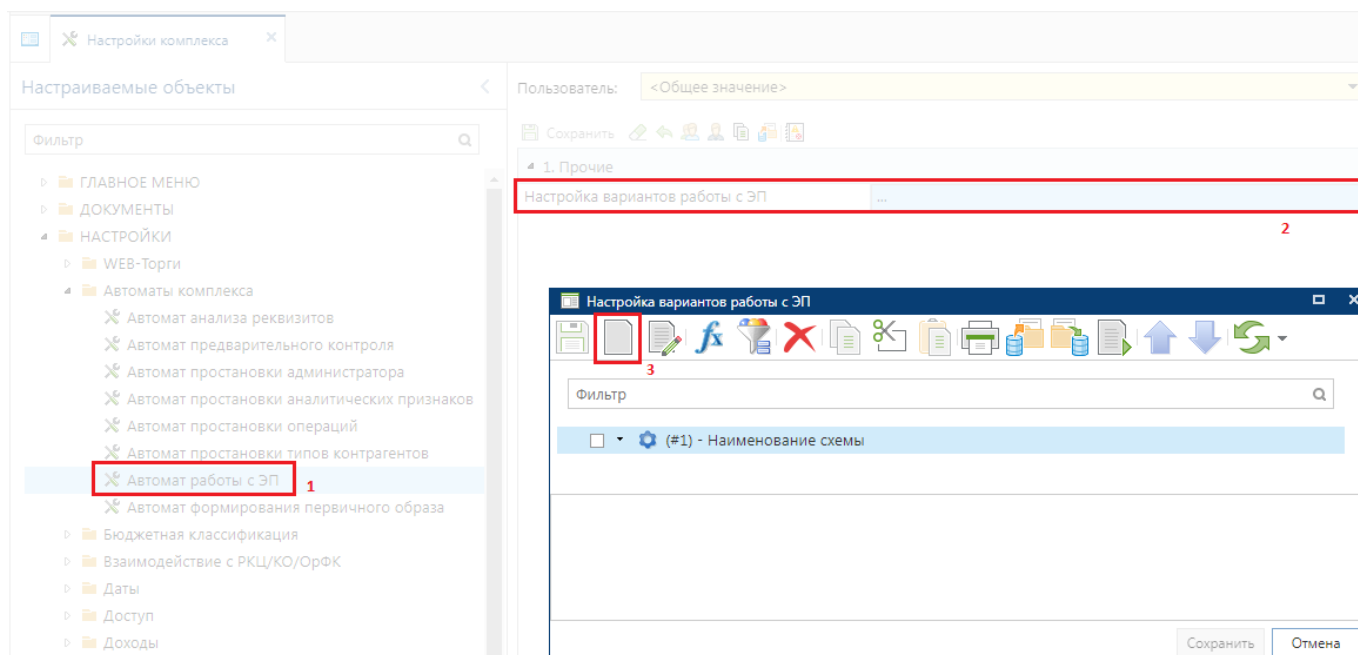 Настройки комплекса
Настраиваемые объекты
Фильтр
ГЛАВНОЕ МЕНЮ
ДОКУМЕНТЫ
НАСТРОЙКИ
WEB-Торги
Автоматы комплекса
Автомат анализа реквизитов
Автомат предварительного контроля
Автомат простановки администратора
Автомат простановки аналитических признаков
Автомат простановки операций
Автомат простановки типов контрагентов
Автомат работы с ЭП 1
Автомат формирования первичного образа
Бюджетная классификация
Взаимодействие с РКЦ/КО/ОрФК
Даты
Доступ
Доходы
Пользователь: <Общее значение>
Сохранить
1. Прочие
Настройка вариантов работы с ЭП ...
2
Настройка вариантов работы с ЭП
fx
3
Фильтр
(#1) - Наименование схемы
Сохранить Отмена